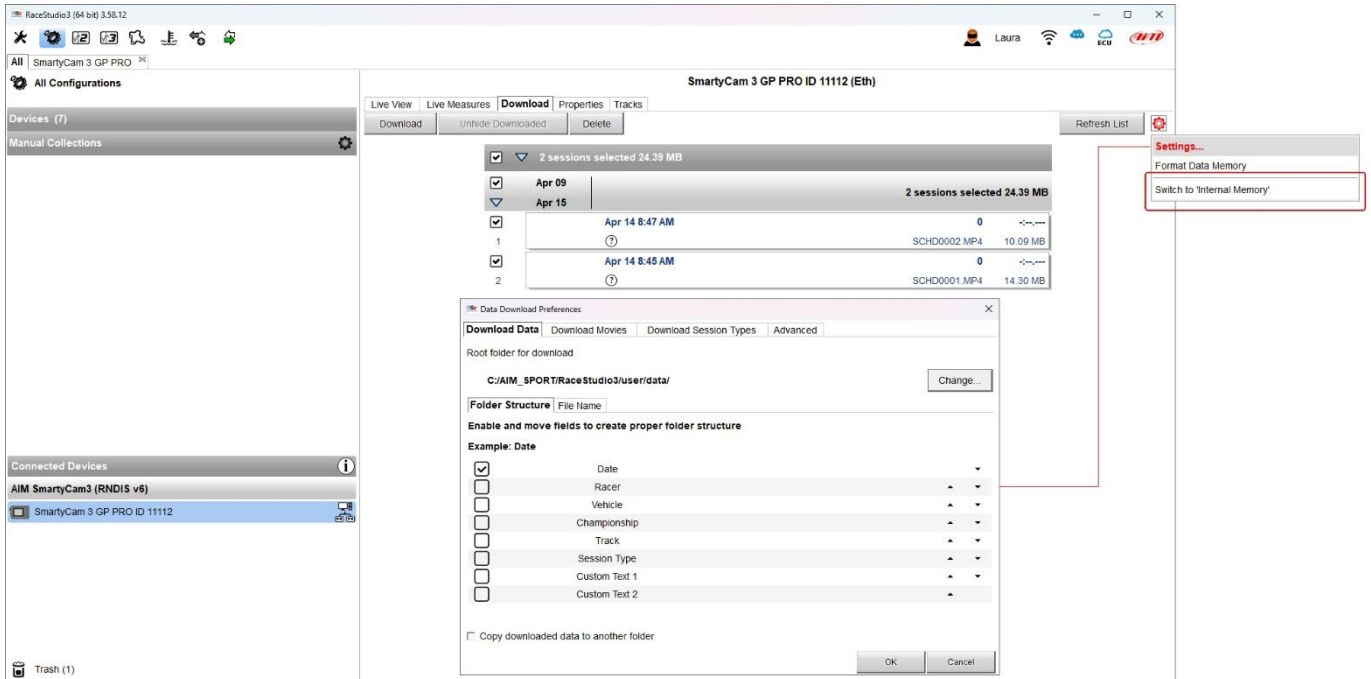 RaceStudio3 (64 bit) 3.58.12
Laura
ECU
All SmartyCam 3 GP PRO
All Configurations
SmartyCam 3 GP PRO ID 11112 (Eth)
Live View Live Measures Download Properties Tracks
Devices (7)
Download Unhide Downloaded Delete Refresh List
Manual Collections
Settings...
Format Data Memory
Switch to 'Internal Memory'
2 sessions selected 24.39 MB
Apr 09
2 sessions selected 24.39 MB
Apr 15
Apr 14 8:47 AM 0 -:--.---
1 SCHD0002.MP4 10.09 MB
Apr 14 8:45 AM 0 -:--.---
2 SCHD0001.MP4 14.30 MB
Data Download Preferences
Download Data Download Movies Download Session Types Advanced
Root folder for download
C:/AIM_SPORT/RaceStudio3/user/data/ Change...
Folder Structure File Name
Enable and move fields to create proper folder structure
Example: Date
Date
Racer
Vehicle
Championship
Track
Session Type
Custom Text 1
Custom Text 2
Copy downloaded data to another folder
OK Cancel
Connected Devices
AIM SmartyCam3 (RNDIS v6)
SmartyCam 3 GP PRO ID 11112
Trash (1)